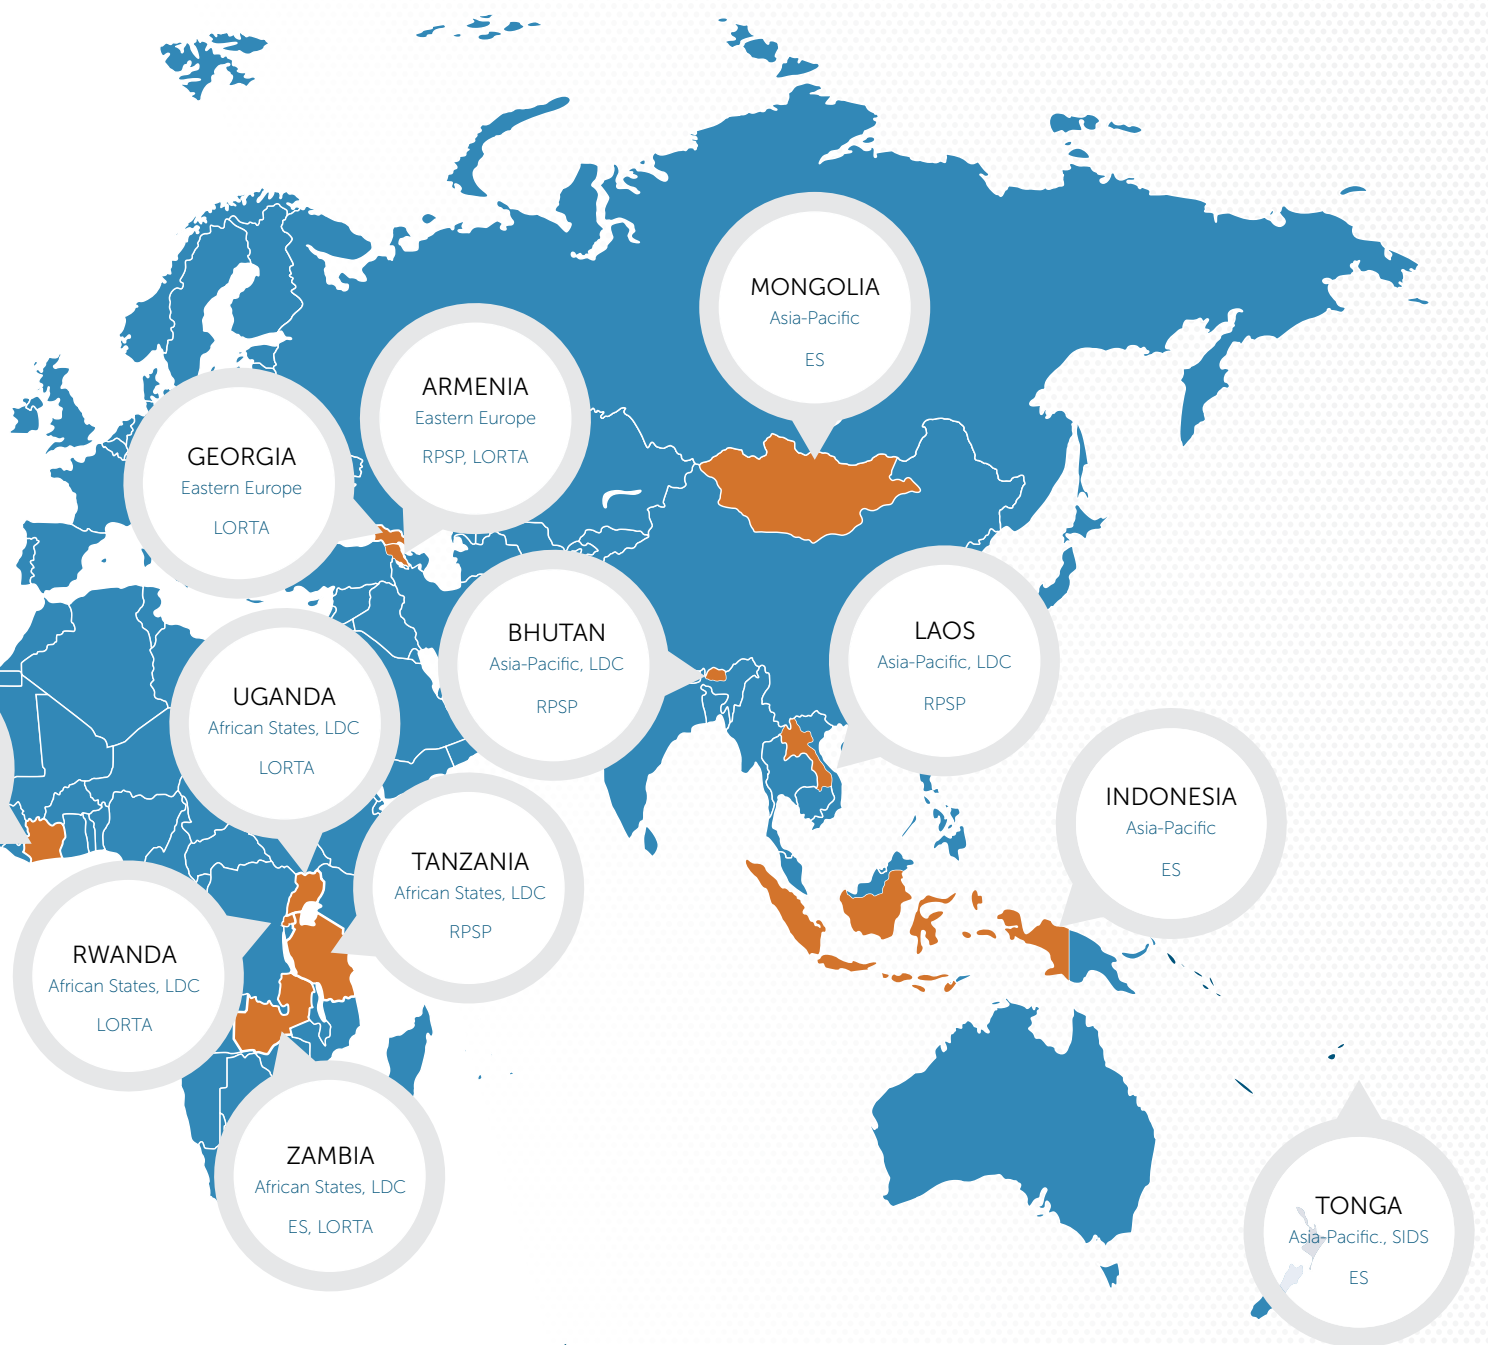 MONGOLIA
Asia-Pacific
ES
ARMENIA
Eastern Europe
RPSP, LORTA
GEORGIA
Eastern Europe
LORTA
BHUTAN
Asia-Pacific, LDC
RPSP
LAOS
Asia-Pacific, LDC
RPSP
UGANDA
African States, LDC
LORTA
INDONESIA
Asia-Pacific
ES
TANZANIA
African States, LDC
RPSP
RWANDA
African States, LDC
LORTA
ZAMBIA
African States, LDC
ES, LORTA
TONGA
Asia-Pacific., SIDS
ES